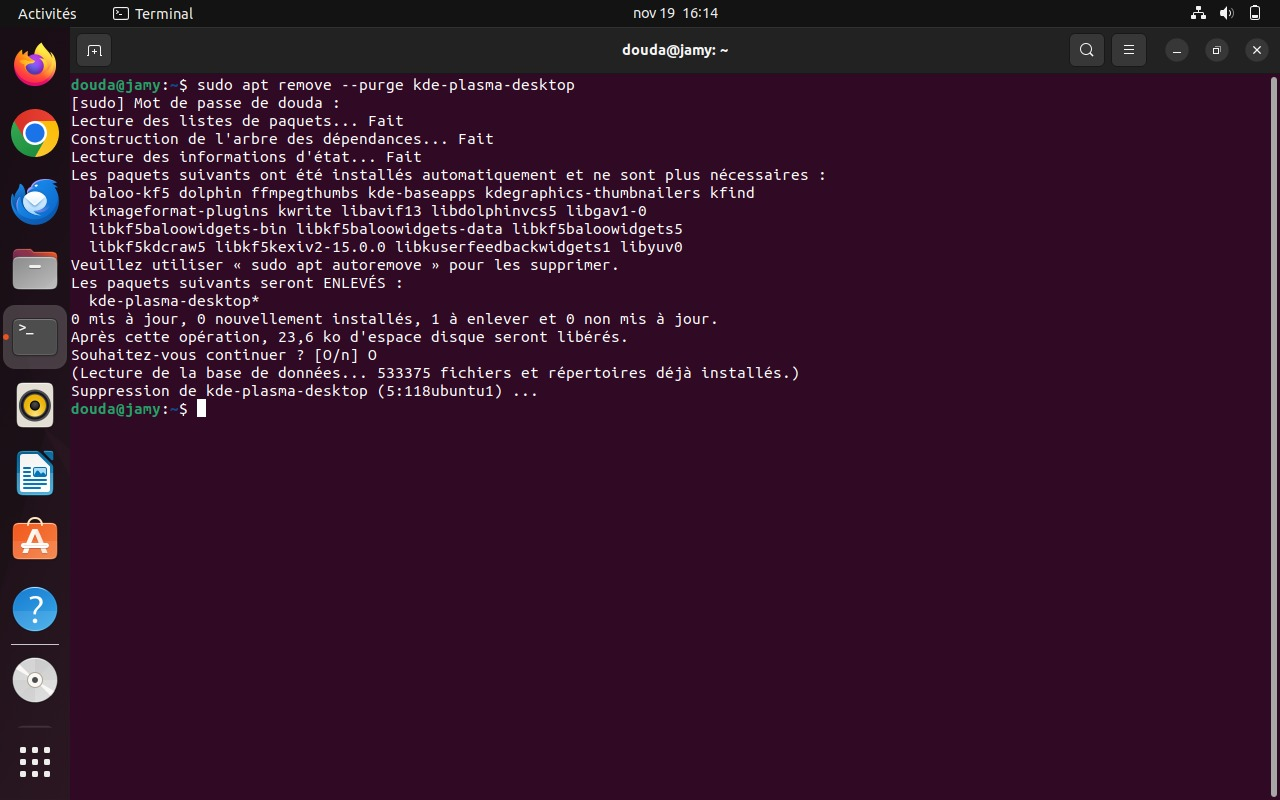 Activités Terminal nov 19 16:14
douda@jamy: ~
douda@jamy:~$ sudo apt remove --purge kde-plasma-desktop
[sudo] Mot de passe de douda :
Lecture des listes de paquets... Fait
Construction de l'arbre des dépendances... Fait
Lecture des informations d'état... Fait
Les paquets suivants ont été installés automatiquement et ne sont plus nécessaires :
  baloo-kf5 dolphin ffmpegthumbs kde-baseapps kdegraphics-thumbnailers kfind
  kimageformat-plugins kwrite libavif13 libdolphinvcs5 libgav1-0
  libkf5baloowidgets-bin libkf5baloowidgets-data libkf5baloowidgets5
  libkf5kdcraw5 libkf5kexiv2-15.0.0 libkuserfeedbackwidgets1 libyuv0
Veuillez utiliser « sudo apt autoremove » pour les supprimer.
Les paquets suivants seront ENLEVÉS :
  kde-plasma-desktop*
0 mis à jour, 0 nouvellement installés, 1 à enlever et 0 non mis à jour.
Après cette opération, 23,6 ko d'espace disque seront libérés.
Souhaitez-vous continuer ? [O/n] O
(Lecture de la base de données... 533375 fichiers et répertoires déjà installés.)
Suppression de kde-plasma-desktop (5:118ubuntu1) ...
douda@jamy:~$